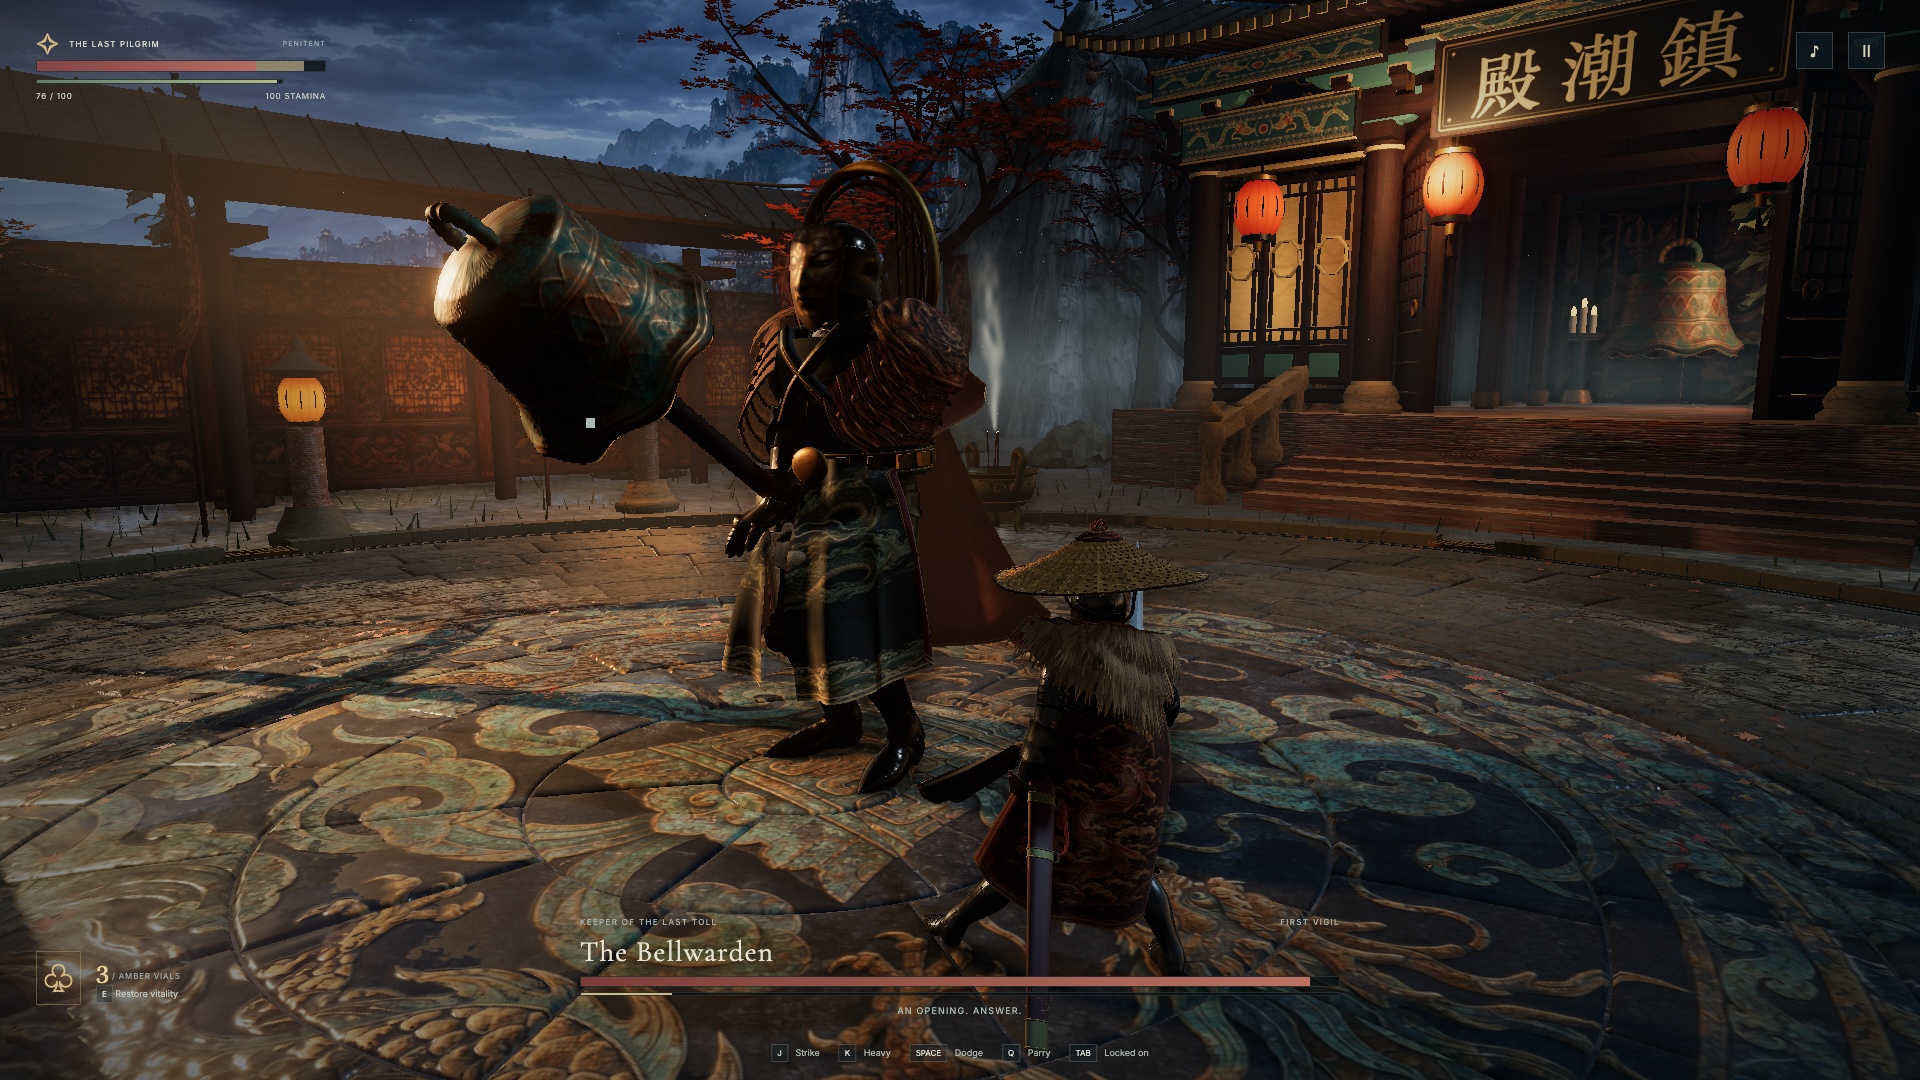 THE LAST PILGRIM
PENITENT
76 / 100
100 STAMINA
殿潮鎮
♪
KEEPER OF THE LAST TOLL
FIRST VIGIL
The Bellwarden
3 / AMBER VIALS
E Restore vitality
AN OPENING. ANSWER.
J Strike K Heavy SPACE Dodge Q Parry TAB Locked on